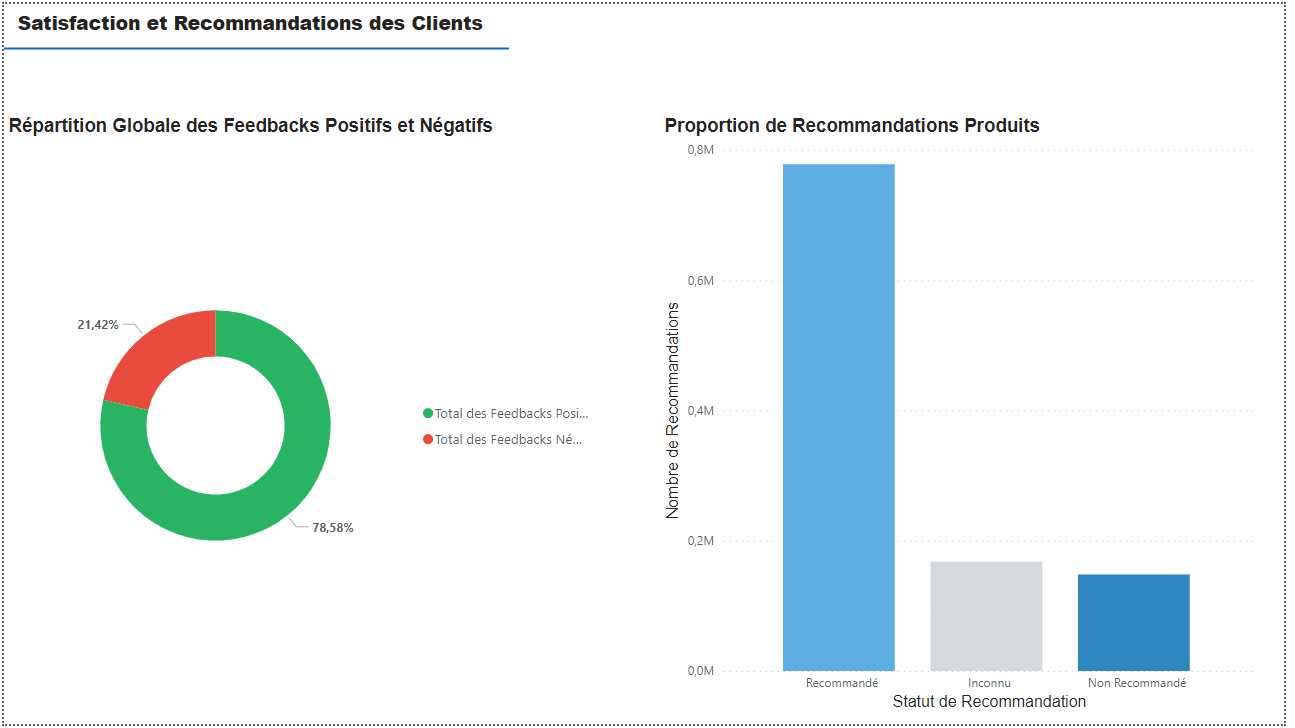 Satisfaction et Recommandations des Clients
Répartition Globale des Feedbacks Positifs et Négatifs
21,42%
78,58%
Total des Feedbacks Posi...
Total des Feedbacks Né...
Proportion de Recommandations Produits
0,8M
0,6M
0,4M
0,2M
0,0M
Nombre de Recommandations
Recommandé
Inconnu
Non Recommandé
Statut de Recommandation